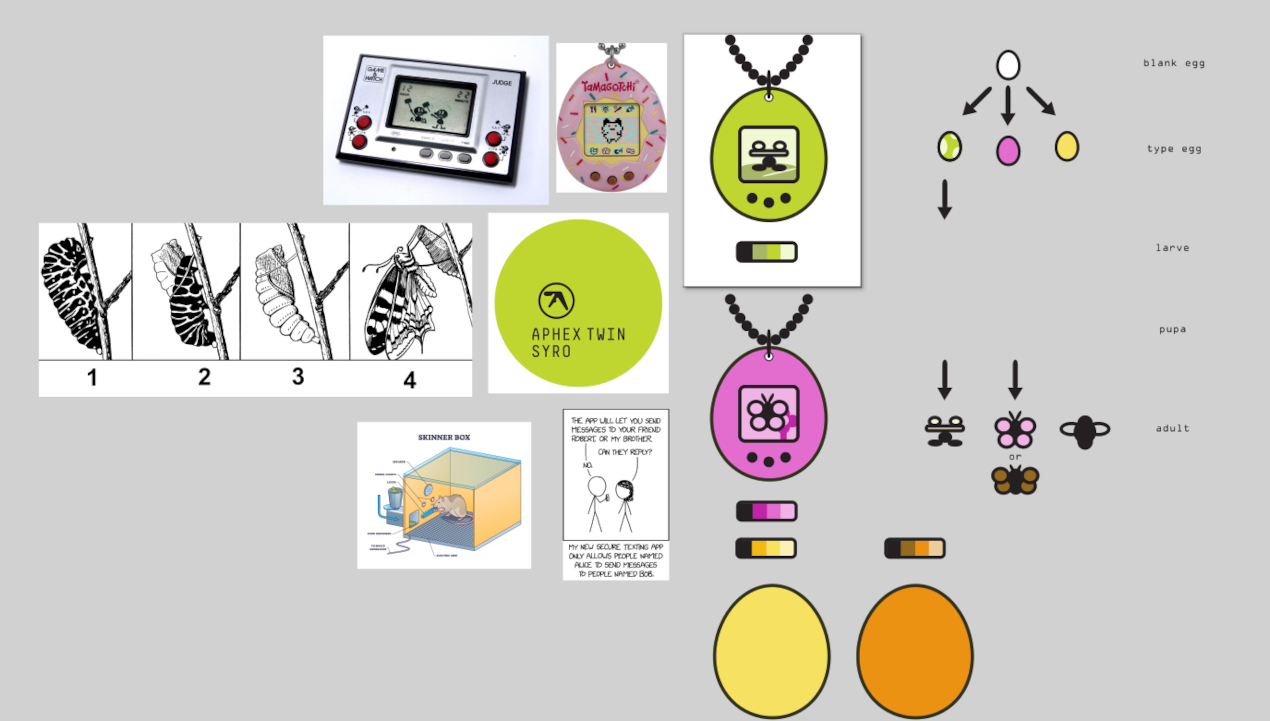 GAME & WATCH
JUDGE
12
22
TAMAGOTCHI
blank egg
type egg
larve
pupa
adult
or
1
2
3
4
APHEX TWIN
SYRO
SKINNER BOX
THE APP WILL LET YOU SEND
MESSAGES TO YOUR FRIEND
ROBERT, OR MY BROTHER.
CAN THEY REPLY?
NO.
MY NEW SECURE TEXTING APP
ONLY ALLOWS PEOPLE NAMED
ALICE TO SEND MESSAGES
TO PEOPLE NAMED BOB.